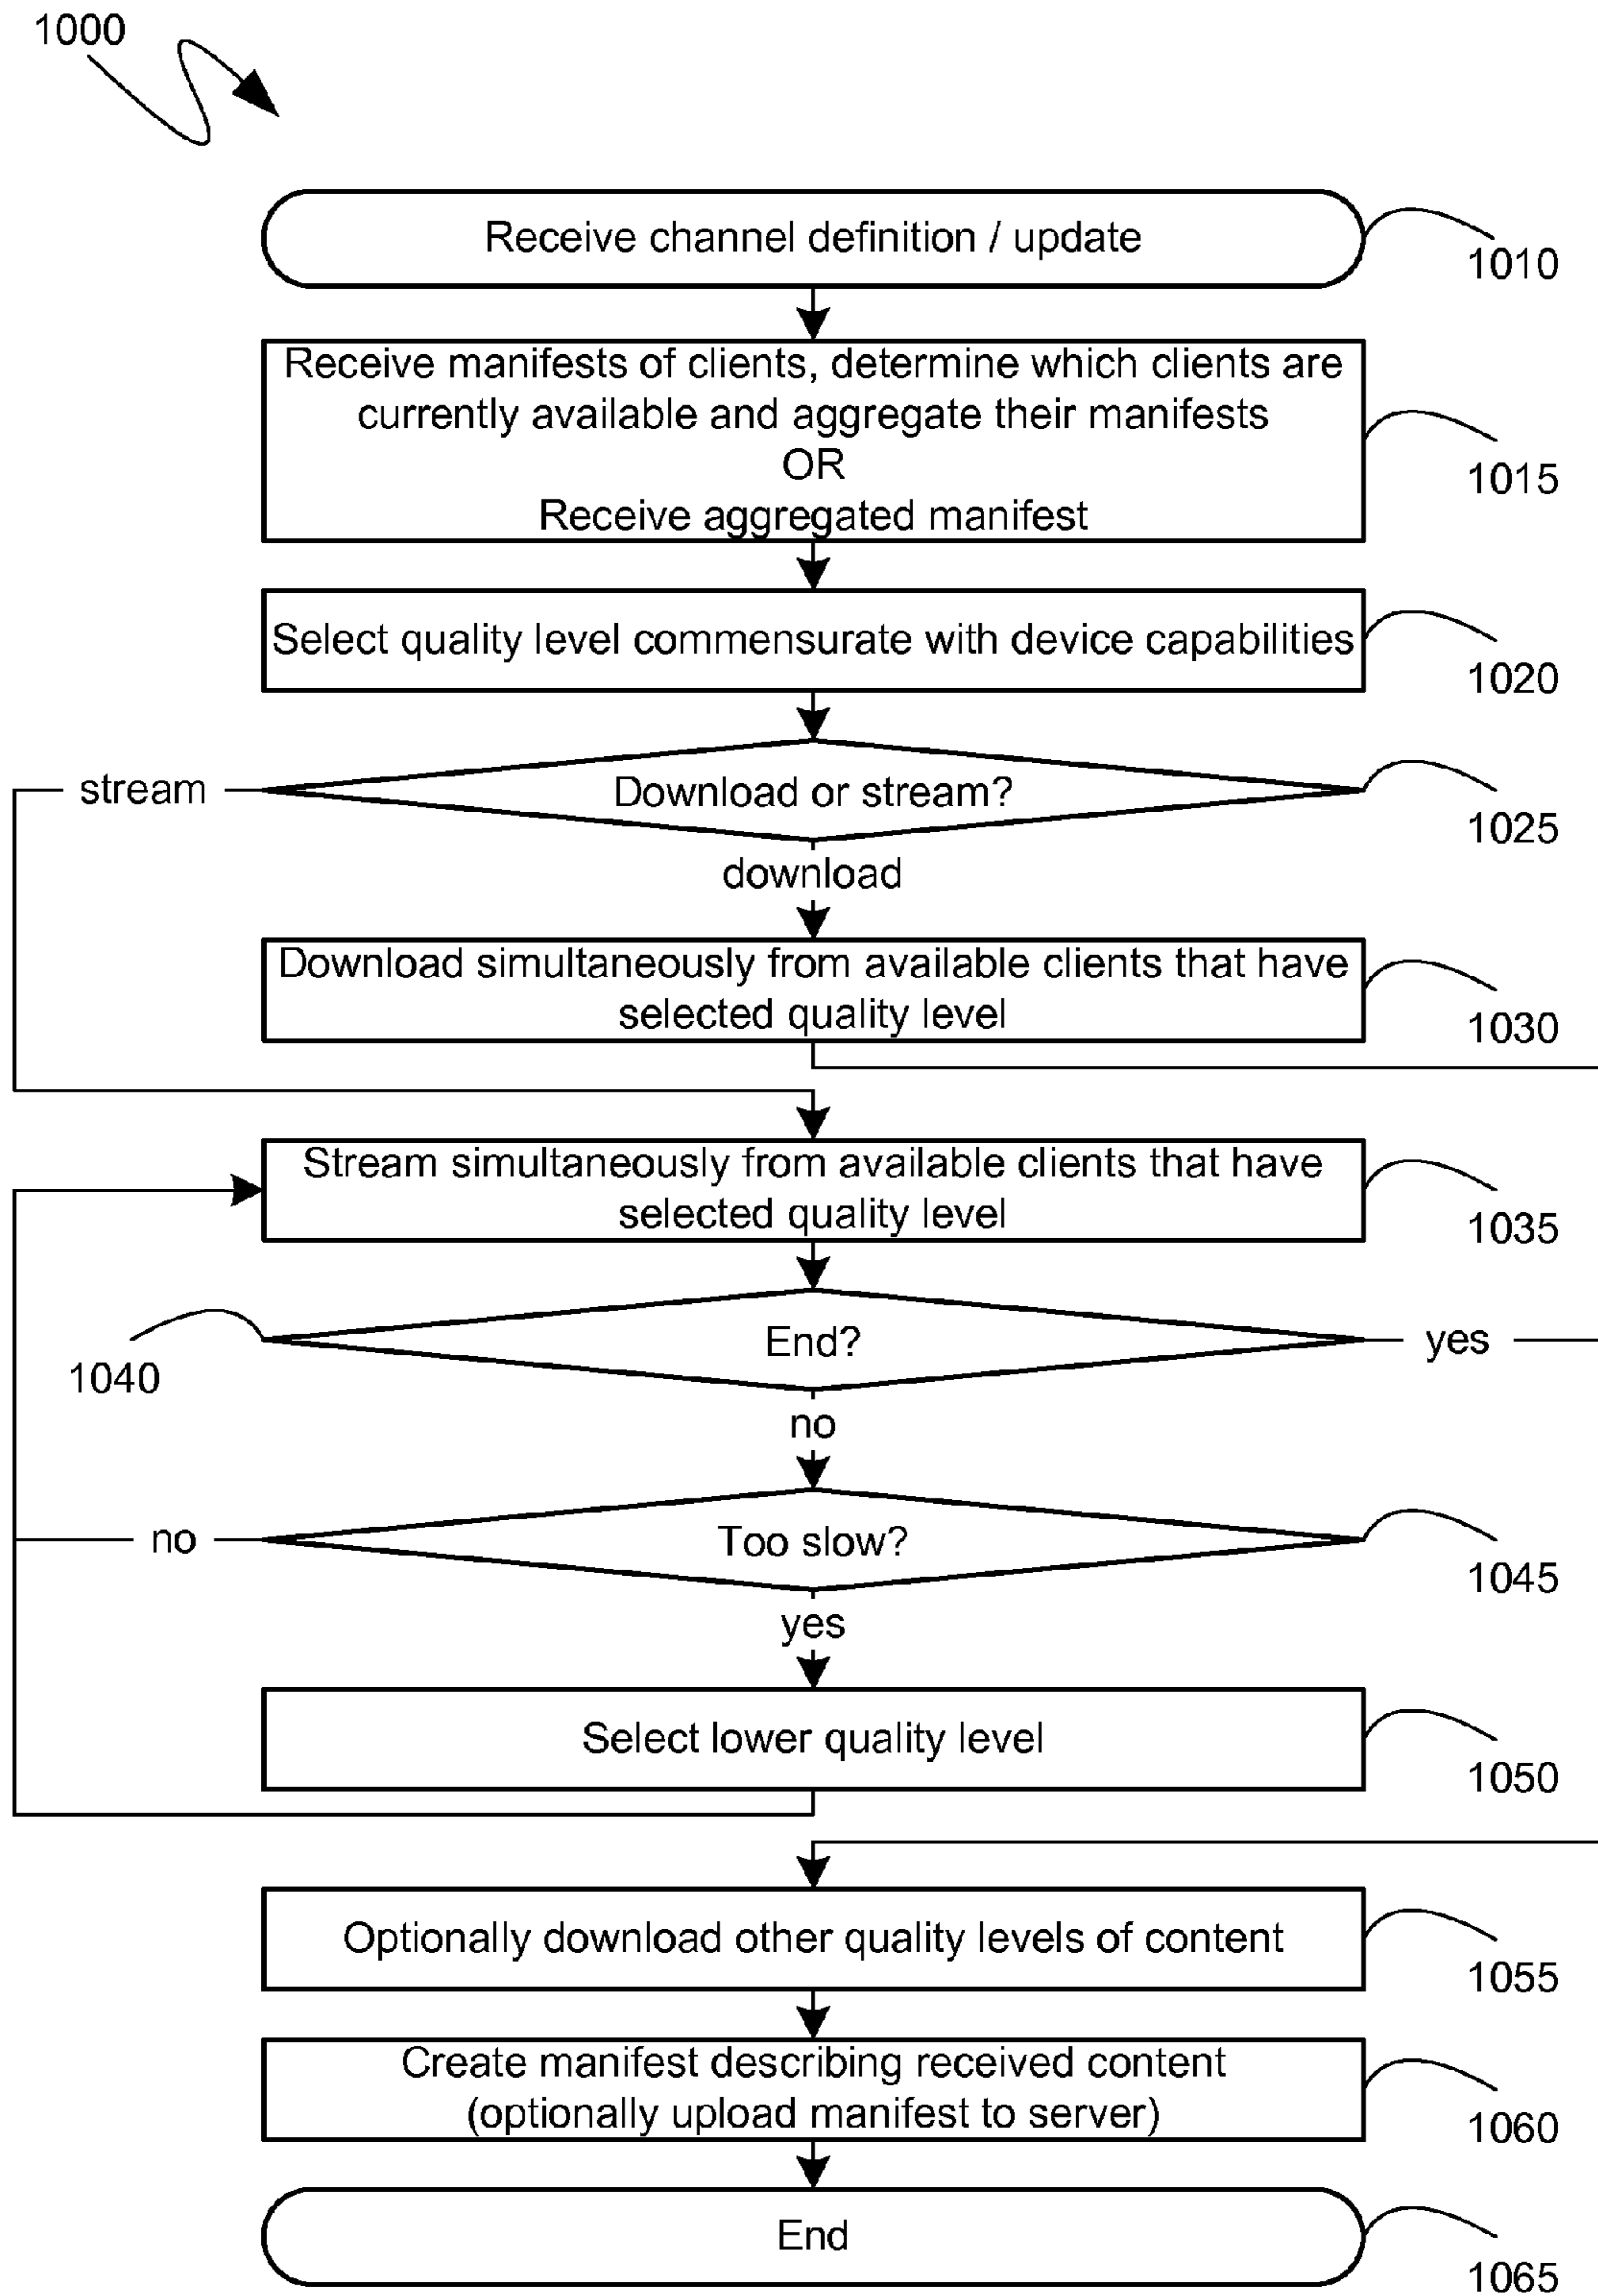 1000
Receive channel definition / update
1010
Receive manifests of clients, determine which clients are
currently available and aggregate their manifests
OR
Receive aggregated manifest
1015
Select quality level commensurate with device capabilities
1020
stream
Download or stream?
1025
download
Download simultaneously from available clients that have
selected quality level
1030
Stream simultaneously from available clients that have
selected quality level
1035
End?
yes
1040
no
Too slow?
no
1045
yes
Select lower quality level
1050
Optionally download other quality levels of content
1055
Create manifest describing received content
(optionally upload manifest to server)
1060
End
1065